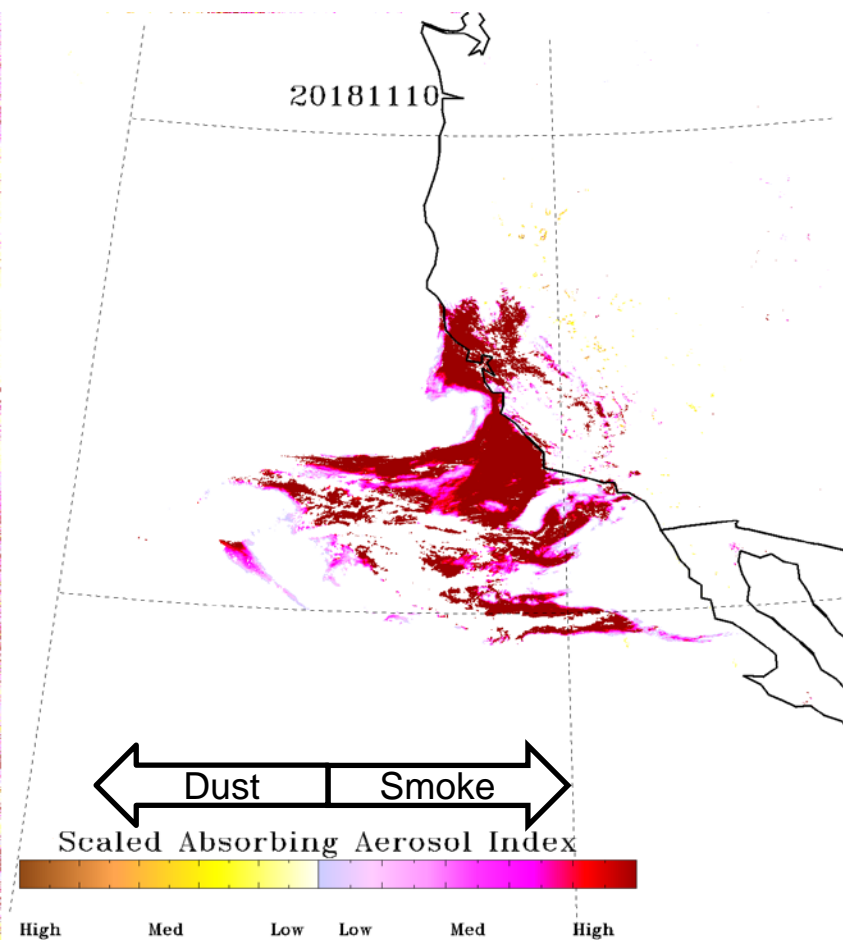 20181110
Dust Smoke
Scaled Absorbing Aerosol Index
High Med Low Low Med High